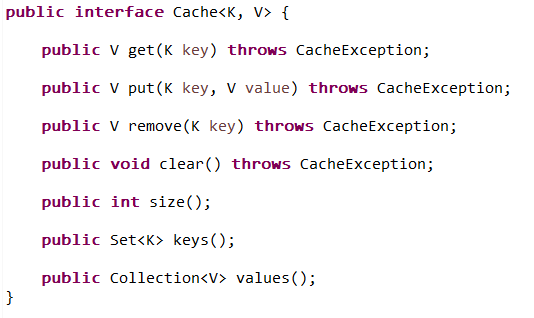 public interface Cache<K, V> {
public V get(K key) throws CacheException;
public V put(K key, V value) throws CacheException;
public V remove(K key) throws CacheException;
public void clear() throws CacheException;
public int size();
public Set<K> keys();
public Collection<V> values();
}